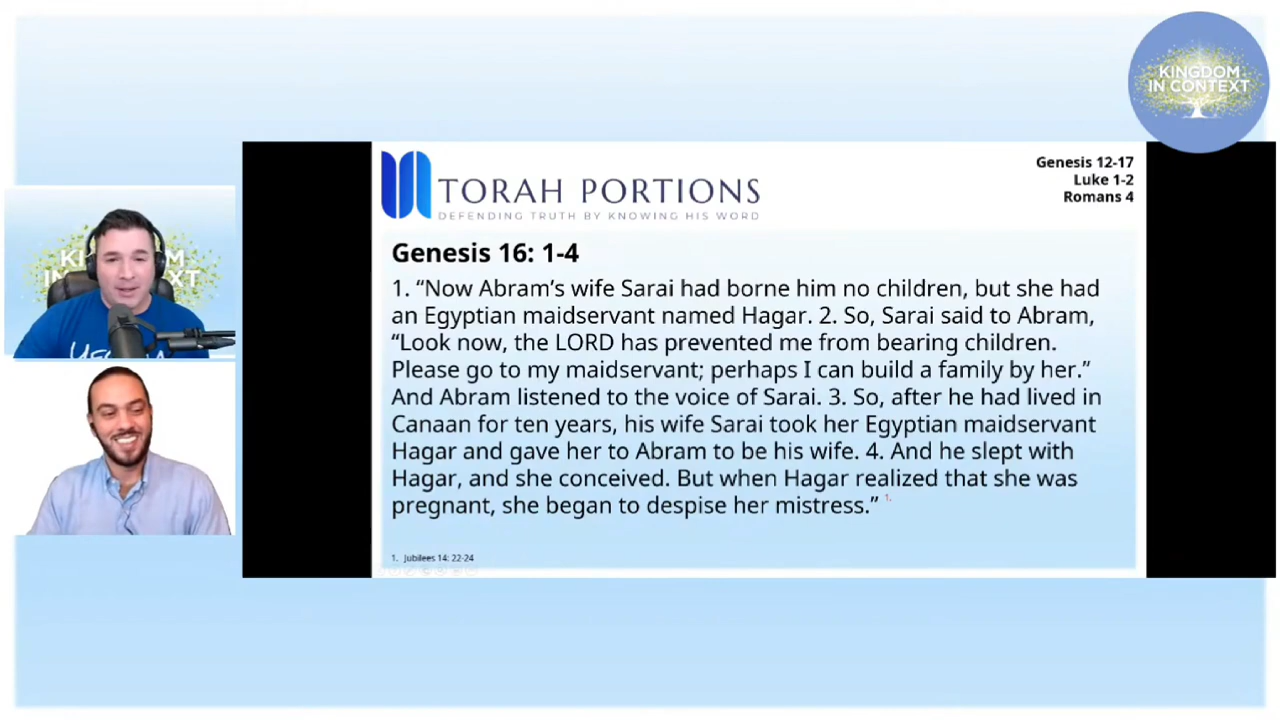 KINGDOM
IN CONTEXT
TORAH PORTIONS
DEFENDING TRUTH BY KNOWING HIS WORD
Genesis 12-17
Luke 1-2
Romans 4
Genesis 16: 1-4
1. “Now Abram’s wife Sarai had borne him no children, but she had
an Egyptian maidservant named Hagar. 2. So, Sarai said to Abram,
“Look now, the LORD has prevented me from bearing children.
Please go to my maidservant; perhaps I can build a family by her.”
And Abram listened to the voice of Sarai. 3. So, after he had lived in
Canaan for ten years, his wife Sarai took her Egyptian maidservant
Hagar and gave her to Abram to be his wife. 4. And he slept with
Hagar, and she conceived. But when Hagar realized that she was
pregnant, she began to despise her mistress.” 1.
1. Jubilees 14: 22-24